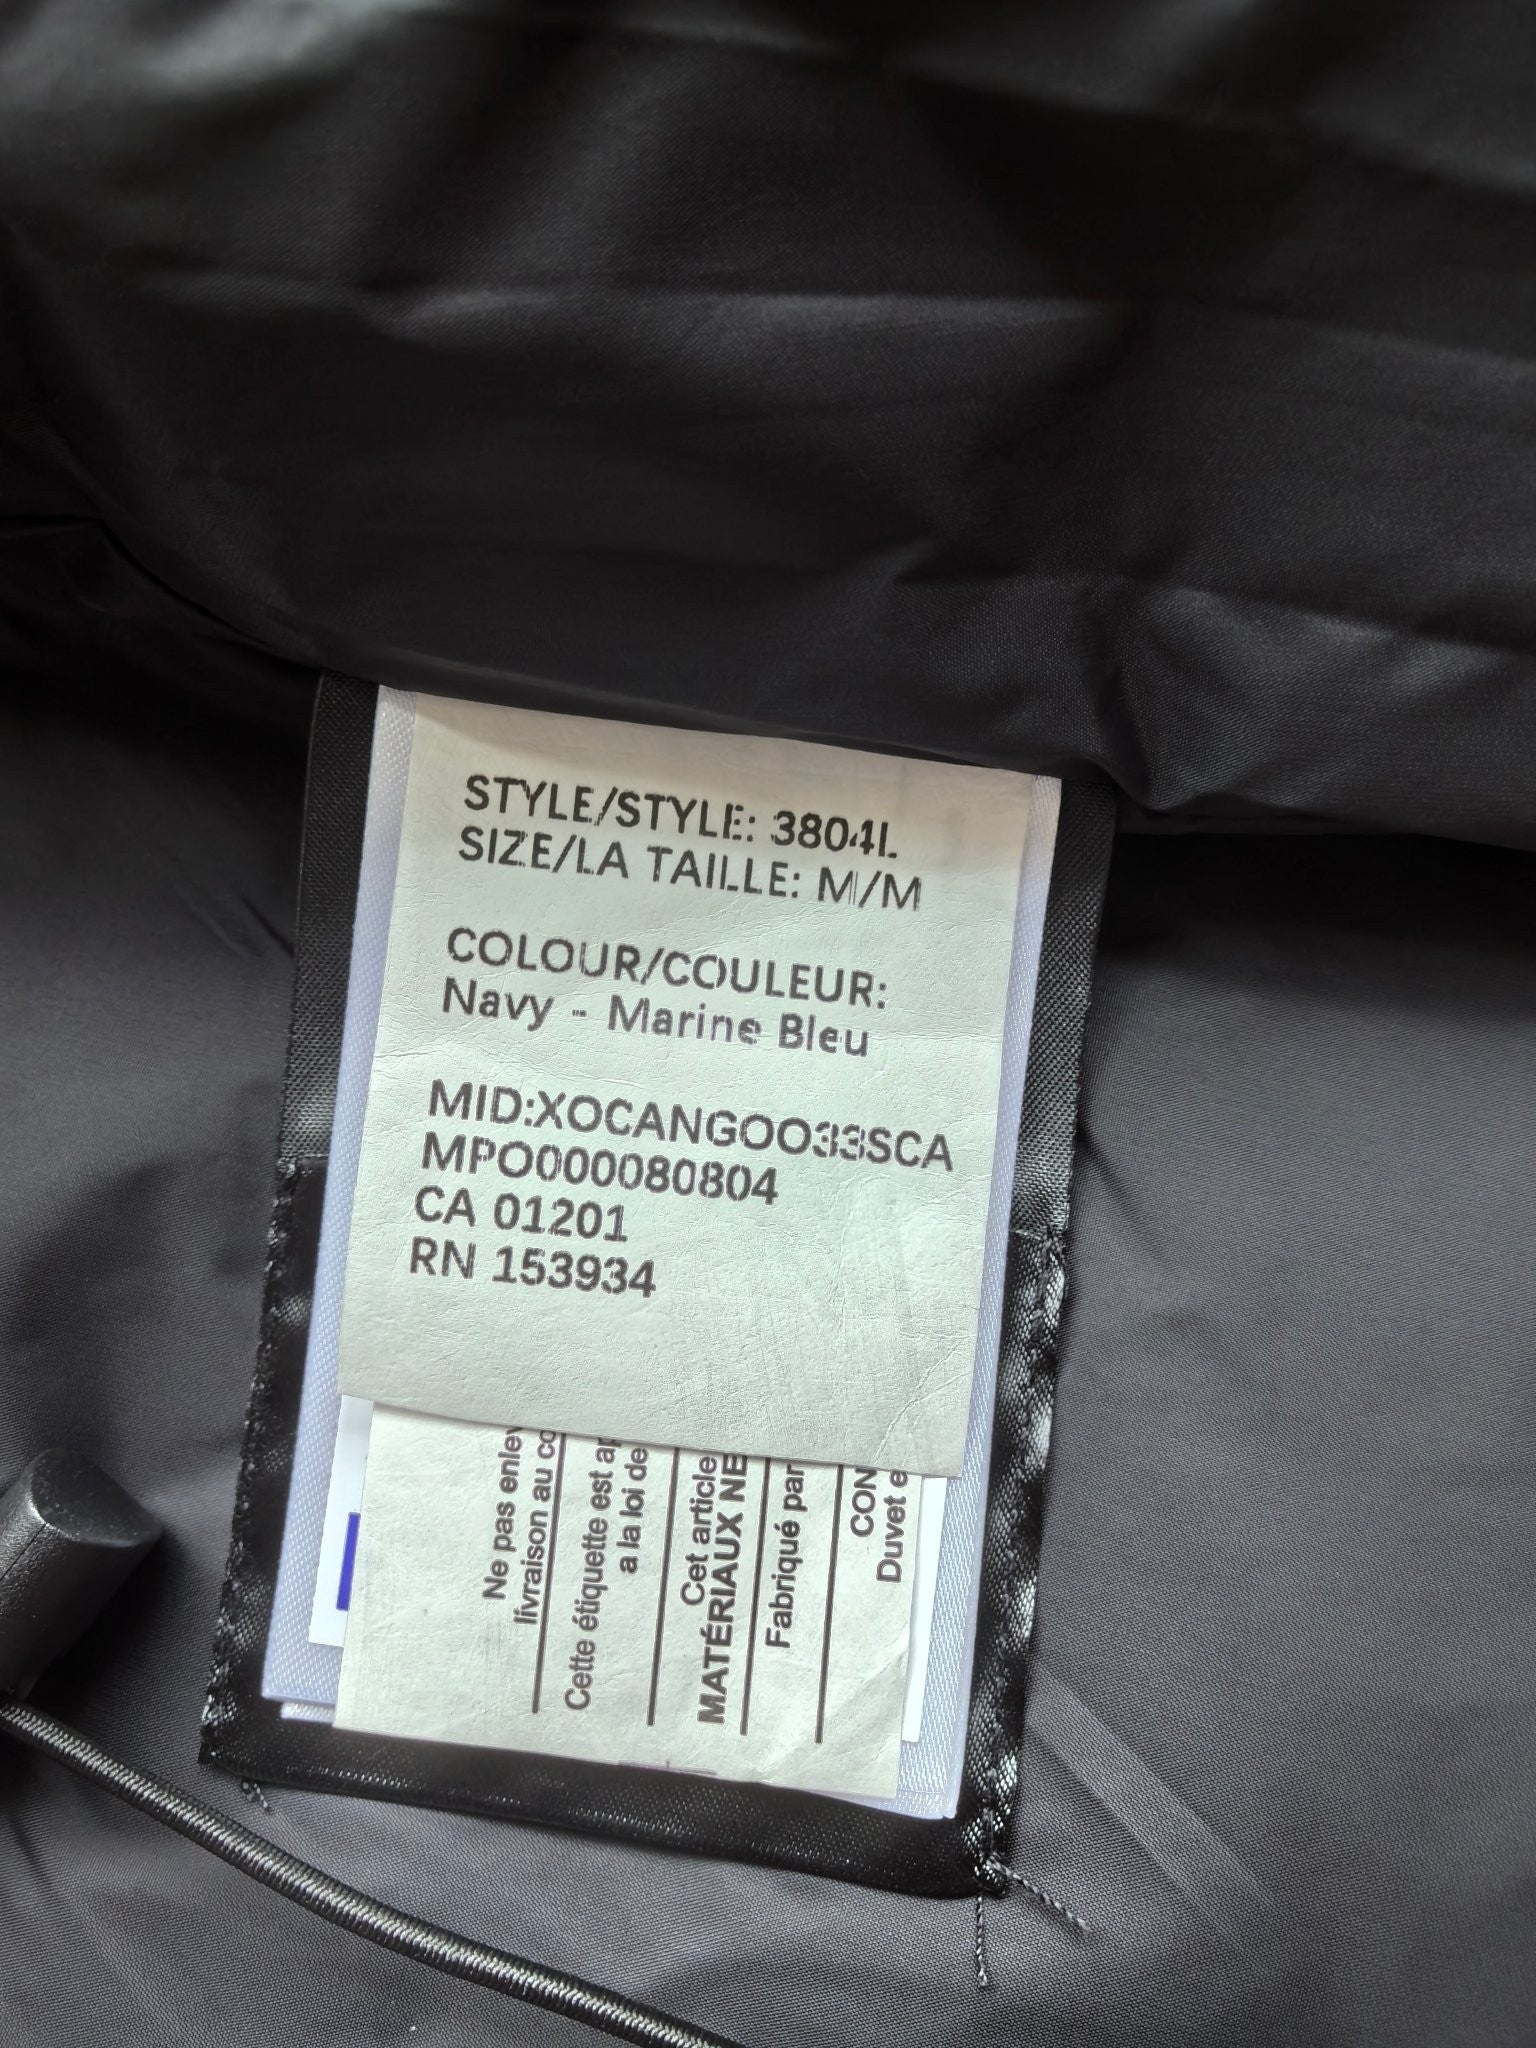 STYLE/STYLE: 3804L
SIZE/LA TAILLE: M/M
COLOUR/COULEUR:
Navy - Marine Bleu
MID:XOCANGOO33SCA
MPO000080804
CA 01201
RN 153934
Ne pas enlev
livraison au co
Cette étiquette est ap
a la loi de
Cet article
MATÉRIAUX NE
Fabriqué par
CON
Duvet e